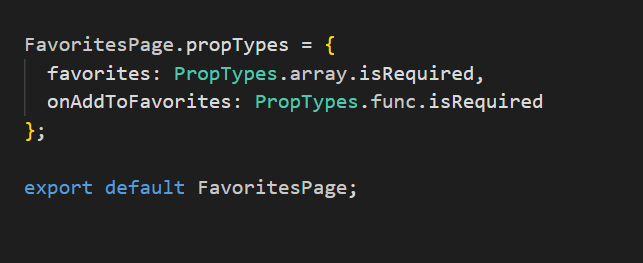 FavoritesPage.propTypes = {
  favorites: PropTypes.array.isRequired,
  onAddToFavorites: PropTypes.func.isRequired
};
export default FavoritesPage;